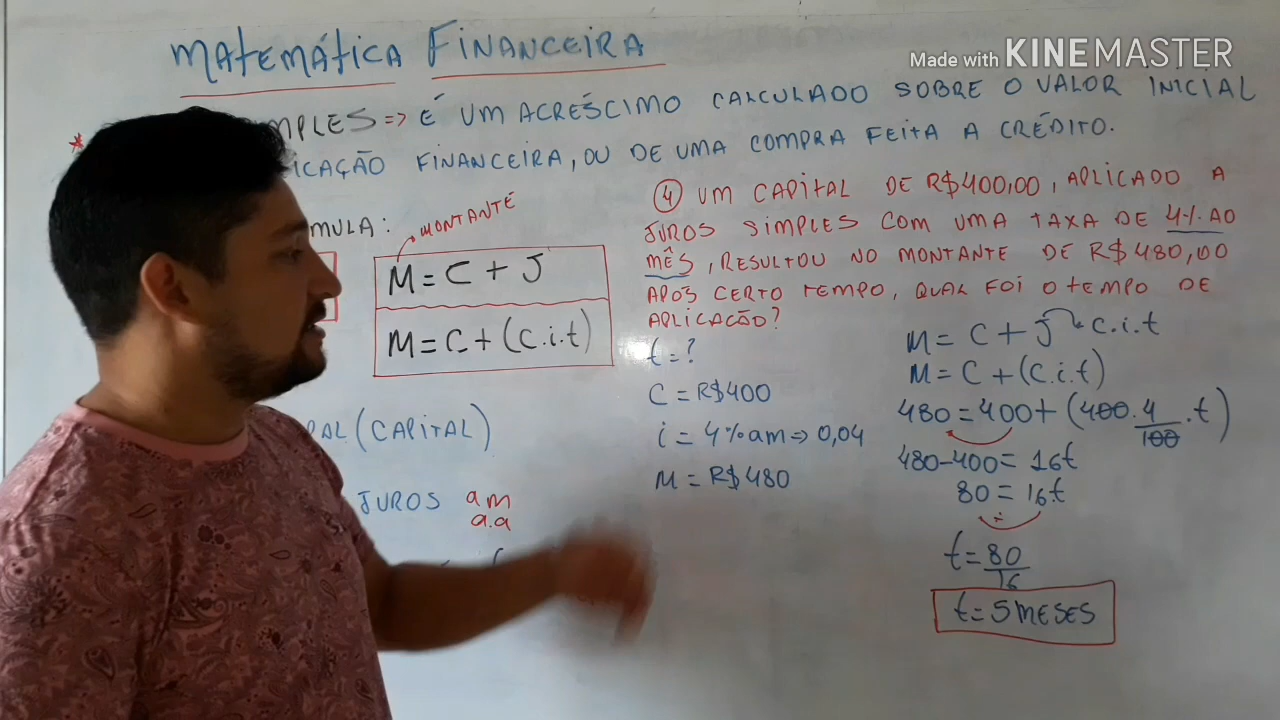 MATEMÁTICA FINANCEIRA
Made with KINEMASTER
* MPLES => É UM ACRÉSCIMO CALCULADO SOBRE O VALOR INICIAL
ICAÇÃO FINANCEIRA, OU DE UMA COMPRA FEITA A CRÉDITO.
MULA:
MONTANTE
M = C + J
M = C + (C.i.t)
PAL (CAPITAL)
JUROS am
a.a
④ UM CAPITAL DE R$400,00, APLICADO A
JUROS SIMPLES COM UMA TAXA DE 4% AO
MÊS, RESULTOU NO MONTANTE DE R$480,00
APÓS CERTO TEMPO, QUAL FOI O TEMPO DE
APLICAÇÃO?
t = ?
C = R$400
i = 4% am => 0,04
M = R$480
M = C + J C.i.t
M = C + (C.i.t)
480 = 400 + (400.4/100.t)
480-400 = 16t
80 = 16t
÷
t = 80/16
t = 5 MESES